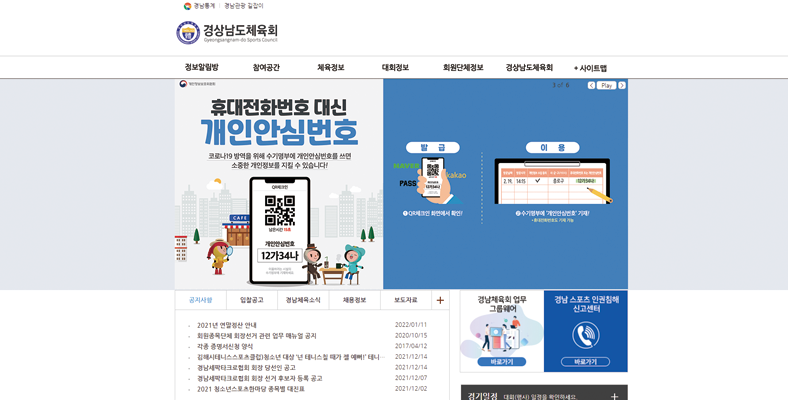 경남통계 | 경남관광 길잡이
경상남도체육회
Gyeongsangnam-do Sports Council
정보알림방 참여공간 체육정보 대회정보 회원단체정보 경상남도체육회 + 사이트맵
개인정보보호위원회
휴대전화번호 대신
개인안심번호
코로나19 방역을 위해 수기명부에 개인안심번호를 쓰면
소중한 개인정보를 지킬 수 있습니다!
QR체크인
CAFE
개인안심번호
12가34나
3 of 6
< Play >
발 급
이 용
NAVER
kakao
PASS
12가34나
2, 19. 14:15 종로구 12가34나
❶ QR체크인 화면에서 확인!
❷ 수기명부에 '개인안심번호' 기재!
공지사항 입찰공고 경남체육소식 채용정보 보도자료 +
- 2021년 연말정산 안내 2022/01/11
- 회원종목단체 회장선거 관련 업무 매뉴얼 공지 2020/10/15
- 각종 증명서신청 양식 2017/04/12
- 김해시테니스스포츠클럽)청소년 대상 '난 테니스칠 때가 젤 예뻐!' 테니… 2021/12/14
- 경남세팍타크로협회 회장 당선인 공고 2021/12/14
- 경남세팍타크로협회 회장 선거 후보자 등록 공고 2021/12/07
- 2021 청소년스포츠한마당 종목별 대진표 2021/12/02
경남체육회 업무
그룹웨어
바로가기
경남 스포츠 인권침해
신고센터
바로가기
경기일정 대회(행사) 일정을 확인하세요. +